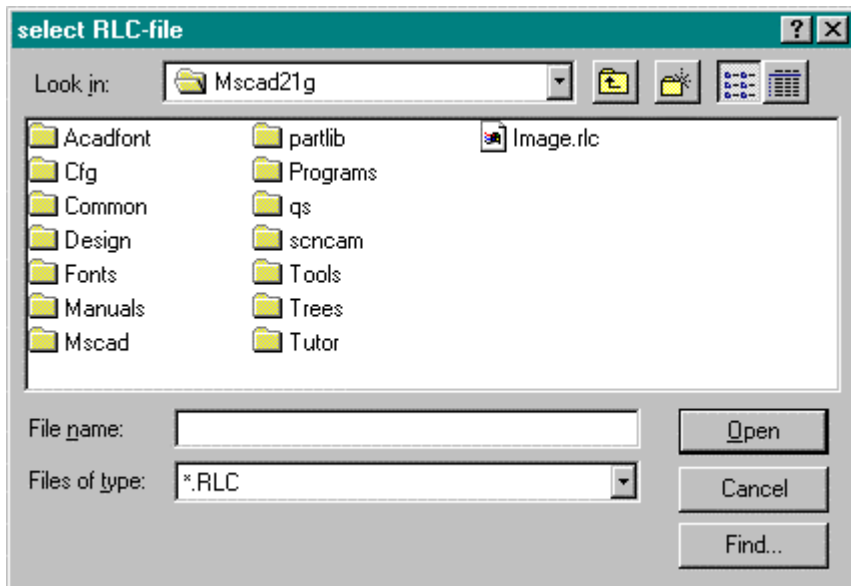 select RLC-file
Look in: Mscad21g
Acadfont partlib Image.rlc
Cfg Programs
Common qs
Design scncam
Fonts Tools
Manuals Trees
Mscad Tutor
File name: Open
Files of type: *.RLC Cancel
Find...